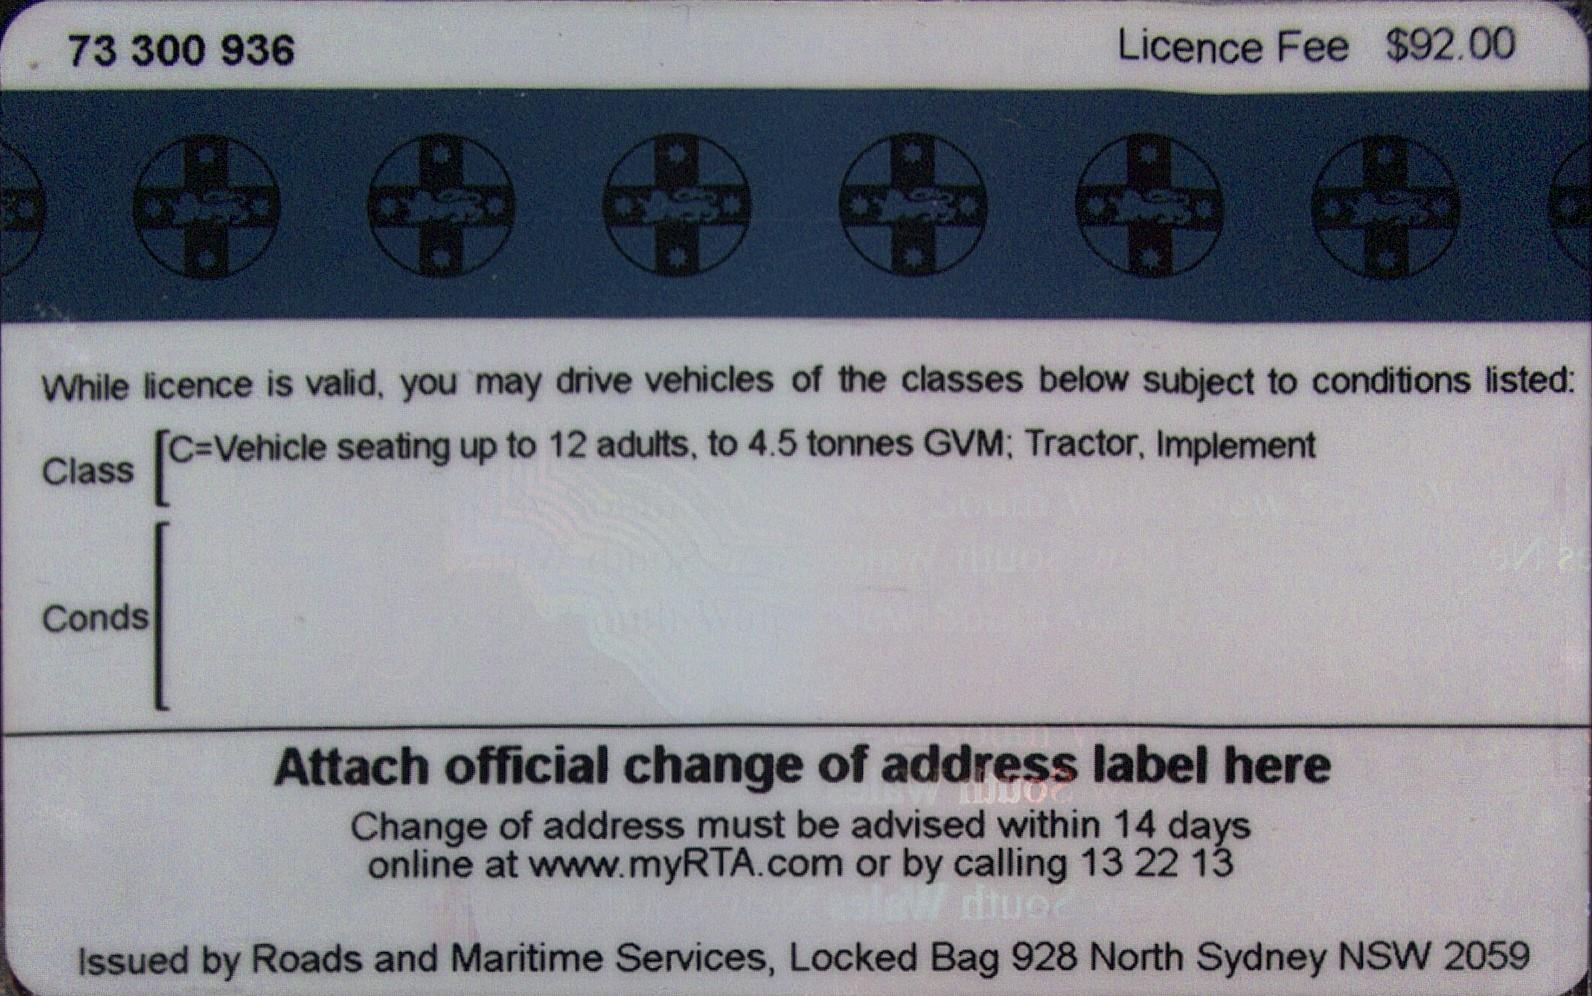 73 300 936 Licence Fee $92.00
While licence is valid, you may drive vehicles of the classes below subject to conditions listed:
Class C=Vehicle seating up to 12 adults, to 4.5 tonnes GVM; Tractor, Implement
Conds
Attach official change of address label here
Change of address must be advised within 14 days
online at www.myRTA.com or by calling 13 22 13
Issued by Roads and Maritime Services, Locked Bag 928 North Sydney NSW 2059